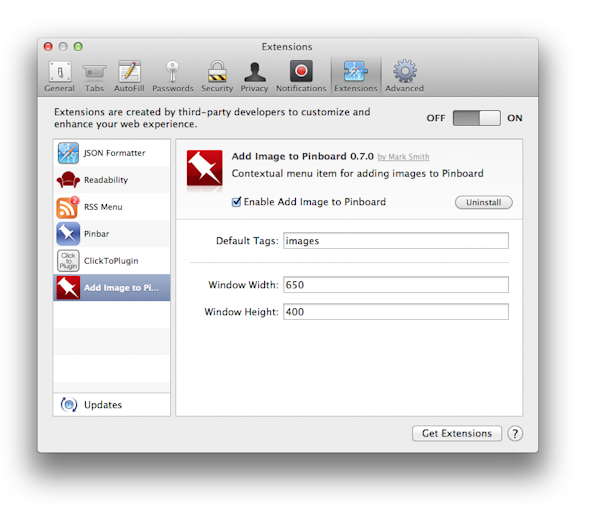 Extensions
General Tabs AutoFill Passwords Security Privacy Notifications Extensions Advanced
Extensions are created by third-party developers to customize and
enhance your web experience.
OFF ON
JSON Formatter
Readability
2
RSS Menu
Pinbar
Click to Plugin
ClickToPlugin
Add Image to Pi...
Updates
Add Image to Pinboard 0.7.0 by Mark Smith
Contextual menu item for adding images to Pinboard
Enable Add Image to Pinboard
Uninstall
Default Tags: images
Window Width: 650
Window Height: 400
Get Extensions ?